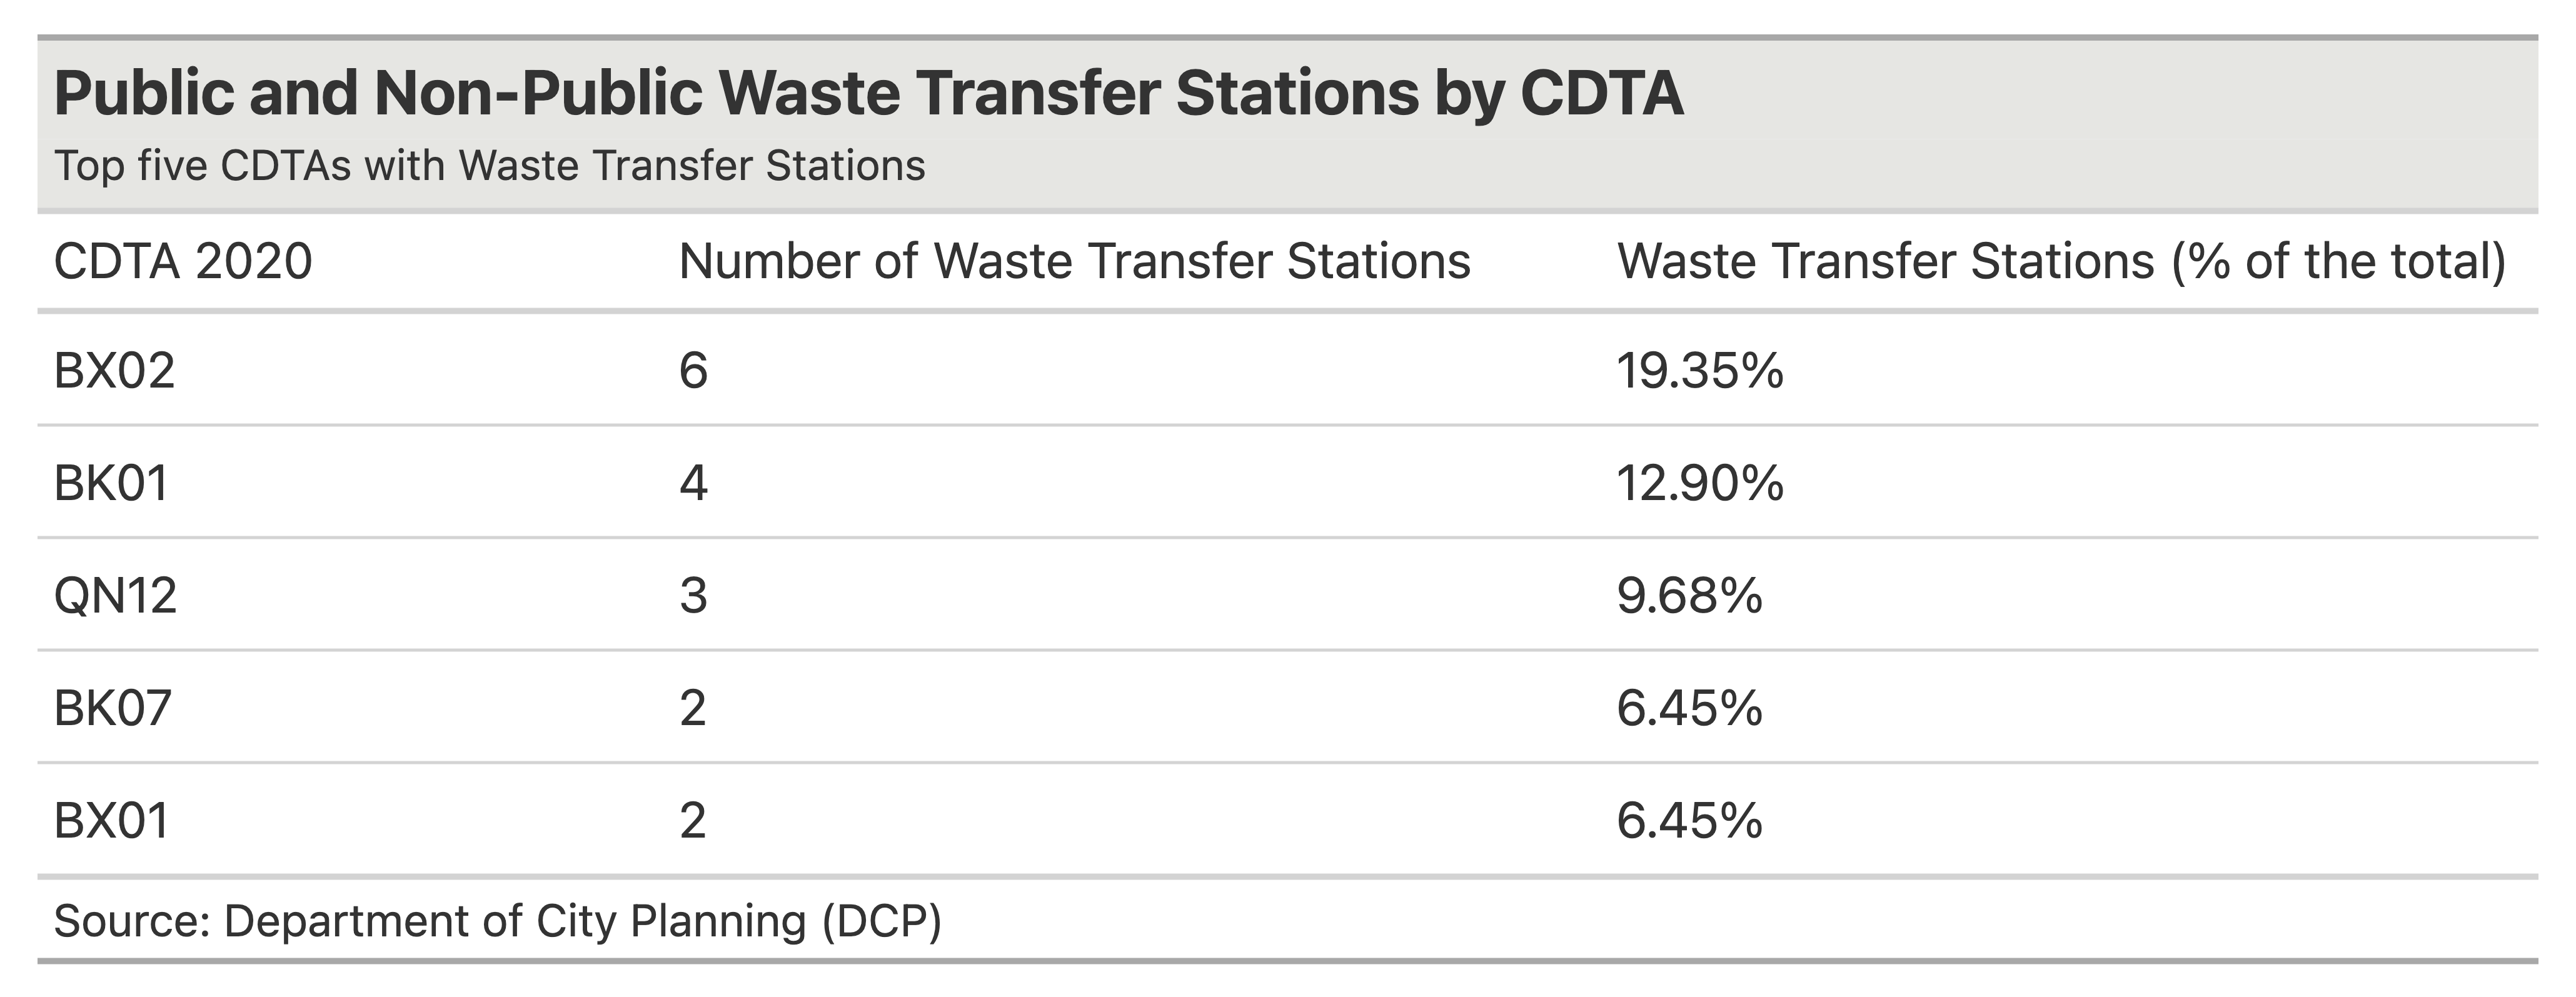 Public and Non-Public Waste Transfer Stations by CDTA
Top five CDTAs with Waste Transfer Stations
CDTA 2020 Number of Waste Transfer Stations Waste Transfer Stations (% of the total)
BX02 6 19.35%
BK01 4 12.90%
QN12 3 9.68%
BK07 2 6.45%
BX01 2 6.45%
Source: Department of City Planning (DCP)